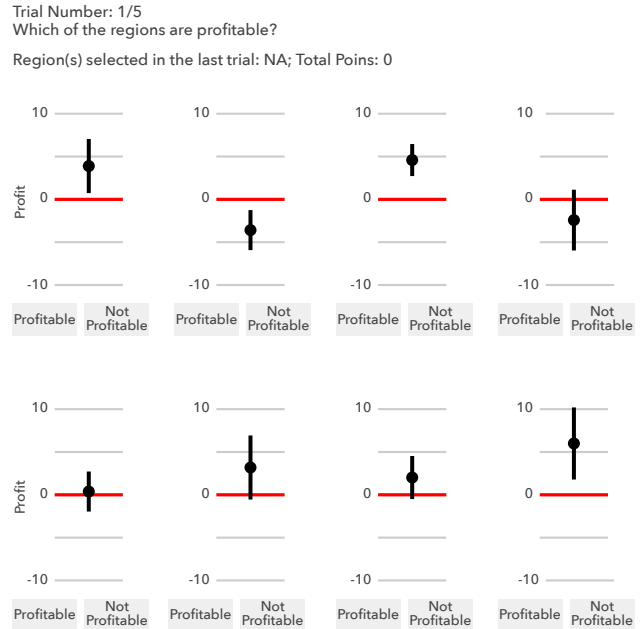 Trial Number: 1/5
Which of the regions are profitable?
Region(s) selected in the last trial: NA; Total Poins: 0
10 10 10 10
Profit 0 0 0 0
-10 -10 -10 -10
Profitable Not Profitable Profitable Not Profitable Profitable Not Profitable Profitable Not Profitable
10 10 10 10
Profit 0 0 0 0
-10 -10 -10 -10
Profitable Not Profitable Profitable Not Profitable Profitable Not Profitable Profitable Not Profitable